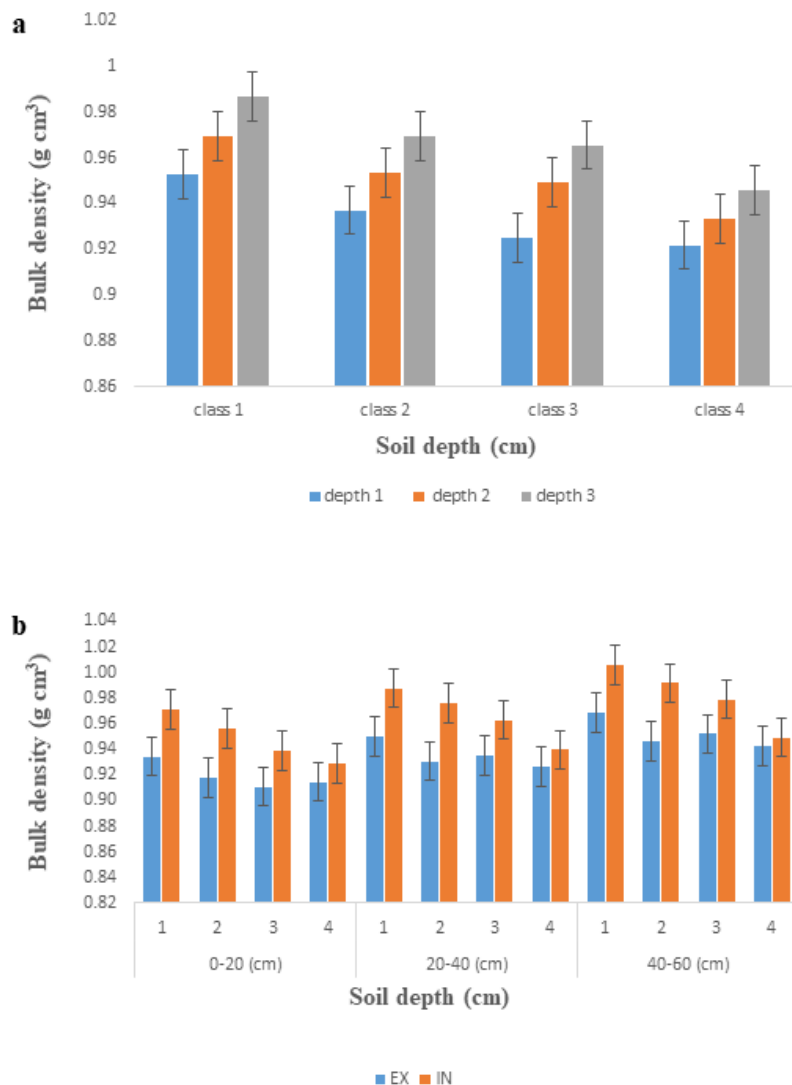 a
Bulk density (g cm³)
1.02
1
0.98
0.96
0.94
0.92
0.9
0.88
0.86
class 1 class 2 class 3 class 4
Soil depth (cm)
depth 1 depth 2 depth 3
b
Bulk density (g cm³)
1.04
1.02
1.00
0.98
0.96
0.94
0.92
0.90
0.88
0.86
0.84
0.82
1 2 3 4 1 2 3 4 1 2 3 4
0-20 (cm) 20-40 (cm) 40-60 (cm)
Soil depth (cm)
EX IN